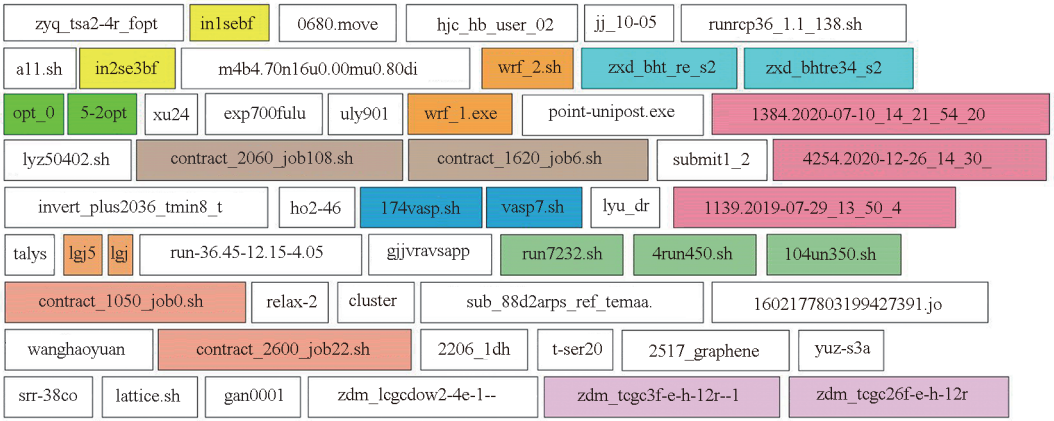 zyq_tsa2-4r_fopt in1sebf 0680.move hjc_hb_user_02 jj_10-05 runrcp36_1.1_138.sh
a11.sh in2se3bf m4b4.70n16u0.00mu0.80di wrf_2.sh zxd_bht_re_s2 zxd_bhtre34_s2
opt_0 5-2opt xu24 exp700fulu uly901 wrf_1.exe point-unipost.exe 1384.2020-07-10_14_21_54_20
lyz50402.sh contract_2060_job108.sh contract_1620_job6.sh submit1_2 4254.2020-12-26_14_30_
invert_plus2036_tmin8_t ho2-46 174vasp.sh vasp7.sh lyu_dr 1139.2019-07-29_13_50_4
talys lgj5 lgj run-36.45-12.15-4.05 gjjvravsapp run7232.sh 4run450.sh 104un350.sh
contract_1050_job0.sh relax-2 cluster sub_88d2arps_ref_temaa. 1602177803199427391.jo
wanghaoyuan contract_2600_job22.sh 2206_1dh t-ser20 2517_graphene yuz-s3a
srr-38co lattice.sh gan0001 zdm_lcgcdow2-4e-1-- zdm_tcgc3f-e-h-12r--1 zdm_tcgc26f-e-h-12r